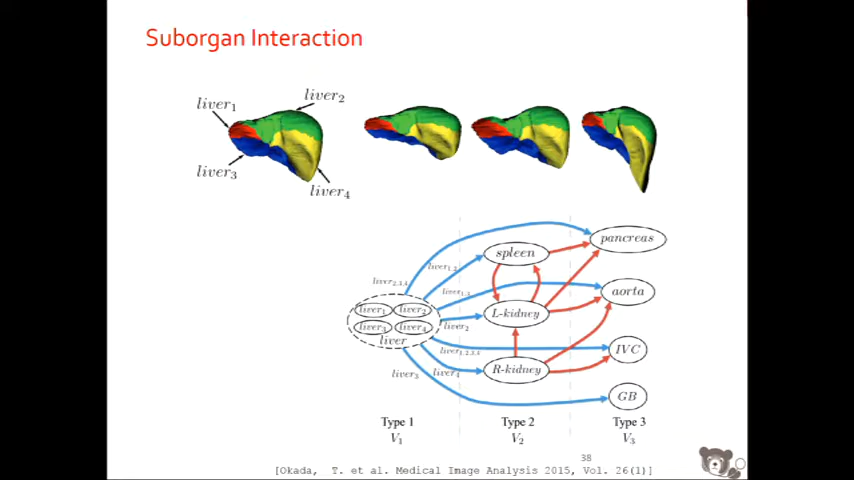 Suborgan Interaction
liver₁
liver₂
liver₃
liver₄
pancreas
spleen
liver₁,₂
liver₂,₃,₄
aorta
liver₁ liver₂
L-kidney
liver₃ liver₄
liver₂
liver
liver₁,₂,₃,₄
IVC
R-kidney
liver₃
liver₄
GB
Type 1
Type 2
Type 3
V₁
V₂
V₃
38
[Okada, T. et al. Medical Image Analysis 2015, Vol. 26(1)]